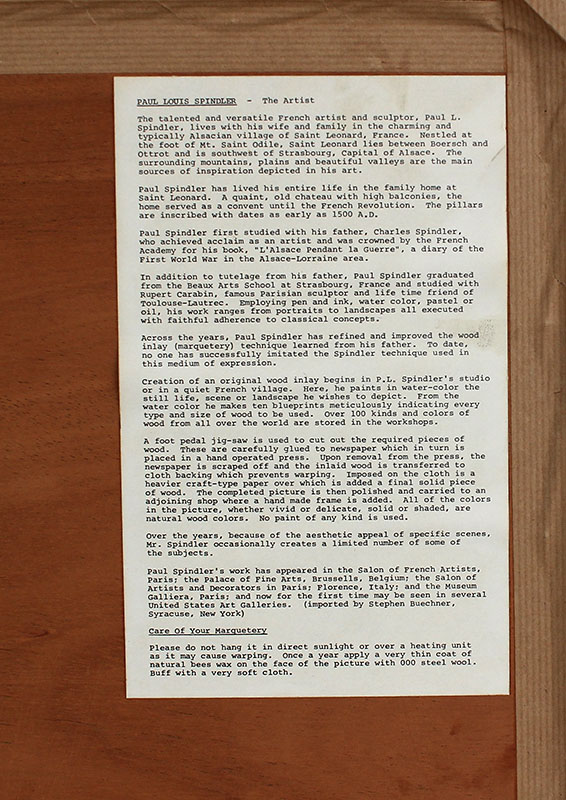 PAUL LOUIS SPINDLER - The Artist
The talented and versatile French artist and sculptor, Paul L.
Spindler, lives with his wife and family in the charming and
typically Alsacian village of Saint Leonard, France. Nestled at
the foot of Mt. Saint Odile, Saint Leonard lies between Boersch and
Ottrot and is southwest of Strasbourg, Capital of Alsace. The
surrounding mountains, plains and beautiful valleys are the main
sources of inspiration depicted in his art.
Paul Spindler has lived his entire life in the family home at
Saint Leonard. A quaint, old chateau with high balconies, the
home served as a convent until the French Revolution. The pillars
are inscribed with dates as early as 1500 A.D.
Paul Spindler first studied with his father, Charles Spindler,
who achieved acclaim as an artist and was crowned by the French
Academy for his book, "L'Alsace Pendant la Guerre", a diary of the
First World War in the Alsace-Lorraine area.
In addition to tutelage from his father, Paul Spindler graduated
from the Beaux Arts School at Strasbourg, France and studied with
Rupert Carabin, famous Parisian sculptor and life time friend of
Toulouse-Lautrec. Employing pen and ink, water color, pastel or
oil, his work ranges from portraits to landscapes all executed
with faithful adherence to classical concepts.
Across the years, Paul Spindler has refined and improved the wood
inlay (marquetery) technique learned from his father. To date,
no one has successfully imitated the Spindler technique used in
this medium of expression.
Creation of an original wood inlay begins in P.L. Spindler's studio
or in a quiet French village. Here, he paints in water-color the
still life, scene or landscape he wishes to depict. From the
water color he makes ten blueprints meticulously indicating every
type and size of wood to be used. Over 100 kinds and colors of
wood from all over the world are stored in the workshops.
A foot pedal jig-saw is used to cut out the required pieces of
wood. These are carefully glued to newspaper which in turn is
placed in a hand operated press. Upon removal from the press, the
newspaper is scraped off and the inlaid wood is transferred to
cloth backing which prevents warping. Imposed on the cloth is a
heavier craft-type paper over which is added a final solid piece
of wood. The completed picture is then polished and carried to an
adjoining shop where a hand made frame is added. All of the colors
in the picture, whether vivid or delicate, solid or shaded, are
natural wood colors. No paint of any kind is used.
Over the years, because of the aesthetic appeal of specific scenes,
Mr. Spindler occasionally creates a limited number of some of
the subjects.
Paul Spindler's work has appeared in the Salon of French Artists,
Paris; the Palace of Fine Arts, Brussells, Belgium; the Salon of
Artists and Decorators in Paris; Florence, Italy; and the Museum
Galliera, Paris; and now for the first time may be seen in several
United States Art Galleries. (imported by Stephen Buechner,
Syracuse, New York)
Care Of Your Marquetery
Please do not hang it in direct sunlight or over a heating unit
as it may cause warping. Once a year apply a very thin coat of
natural bees wax on the face of the picture with 000 steel wool.
Buff with a very soft cloth.